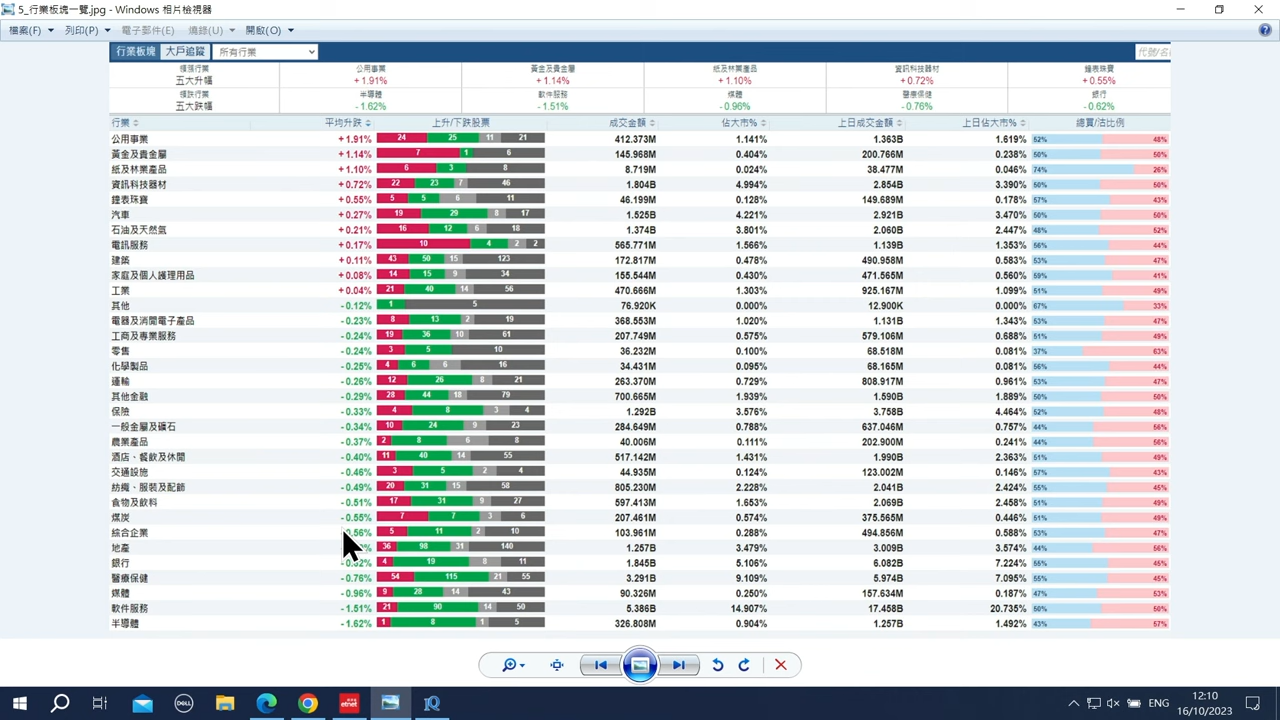 5_行業板塊一覽.jpg - Windows 相片檢視器
檔案(F) 列印(P) 電子郵件(E) 燒錄(U) 開啟(O)
行業板塊 大戶追蹤 所有行業
公用事業 黃金及貴金屬 紙及林業產品 資訊科技器材 鐘表珠寶
五大升幅 +1.91% +1.14% +1.10% +0.72% +0.55%
半導體 軟件服務 媒體 醫療保健 銀行
五大跌幅 -1.62% -1.51% -0.96% -0.76% -0.62%
行業 平均升跌 上升/下跌股票 成交金額 佔大市% 上日成交金額 上日佔大市% 總買/沽比例
公用事業 +1.91% 24 25 11 21 412.373M 1.141% 1.363B 1.619% 52% 48%
黃金及貴金屬 +1.14% 7 1 6 145.968M 0.404% 200.766M 0.238% 50% 50%
紙及林業產品 +1.10% 6 3 8 8.719M 0.024% 38.477M 0.046% 74% 26%
資訊科技器材 +0.72% 22 23 7 46 1.804B 4.994% 2.854B 3.390% 50% 50%
鐘表珠寶 +0.55% 5 5 6 11 46.199M 0.128% 149.689M 0.178% 57% 43%
汽車 +0.27% 19 29 8 17 1.525B 4.221% 2.921B 3.470% 50% 50%
石油及天然氣 +0.21% 16 12 6 18 1.374B 3.801% 2.060B 2.447% 48% 52%
電訊服務 +0.17% 10 4 2 2 565.771M 1.566% 1.139B 1.353% 56% 44%
建築 +0.11% 43 50 15 123 172.817M 0.478% 490.958M 0.583% 53% 47%
家庭及個人護理用品 +0.08% 14 15 9 34 155.544M 0.430% 471.565M 0.560% 59% 41%
工業 +0.04% 21 40 14 56 470.666M 1.303% 925.167M 1.099% 51% 49%
其他 -0.12% 1 5 76.920K 0.000% 12.900K 0.000% 67% 33%
電器及消閒電子產品 -0.23% 8 13 2 19 368.553M 1.020% 1.131B 1.343% 53% 47%
工商及專業服務 -0.24% 19 36 10 61 207.749M 0.575% 579.106M 0.688% 51% 49%
零售 -0.24% 3 5 10 36.232M 0.100% 68.518M 0.081% 37% 63%
化學製品 -0.25% 4 6 6 16 34.431M 0.095% 68.165M 0.081% 56% 44%
運輸 -0.26% 12 26 8 21 263.370M 0.729% 808.917M 0.961% 53% 47%
其他金融 -0.29% 28 44 18 79 700.665M 1.939% 1.590B 1.889% 50% 50%
保險 -0.33% 4 8 3 4 1.292B 3.576% 3.758B 4.464% 52% 48%
一般金屬及礦石 -0.34% 10 24 9 23 284.649M 0.788% 637.046M 0.757% 44% 56%
農業產品 -0.37% 2 8 6 8 40.006M 0.111% 202.900M 0.241% 44% 56%
酒店、餐飲及休閒 -0.40% 11 40 14 55 517.142M 1.431% 1.990B 2.363% 51% 49%
交通設施 -0.46% 3 5 2 4 44.935M 0.124% 123.002M 0.146% 57% 43%
紡織、服裝及配飾 -0.49% 20 31 15 58 805.230M 2.228% 2.041B 2.424% 55% 45%
食物及飲料 -0.51% 17 31 9 27 597.413M 1.653% 2.069B 2.458% 51% 49%
煤炭 -0.55% 7 7 3 6 207.461M 0.574% 375.565M 0.446% 51% 49%
綜合企業 5 11 2 10 103.961M 0.288% 494.856M 0.588% 53% 47%
地產 36 98 31 140 1.257B 3.479% 3.009B 3.574% 44% 56%
銀行 4 19 8 11 1.845B 5.106% 6.082B 7.224% 55% 45%
醫療保健 -0.76% 54 115 21 55 3.291B 9.109% 5.974B 7.095% 55% 45%
媒體 -0.96% 9 28 14 43 90.326M 0.250% 157.634M 0.187% 47% 53%
軟件服務 -1.51% 21 90 14 50 5.386B 14.907% 17.458B 20.735% 50% 50%
半導體 -1.62% 1 8 1 5 326.808M 0.904% 1.257B 1.492% 43% 57%
DELL etnet IQ ENG
12:10
16/10/2023